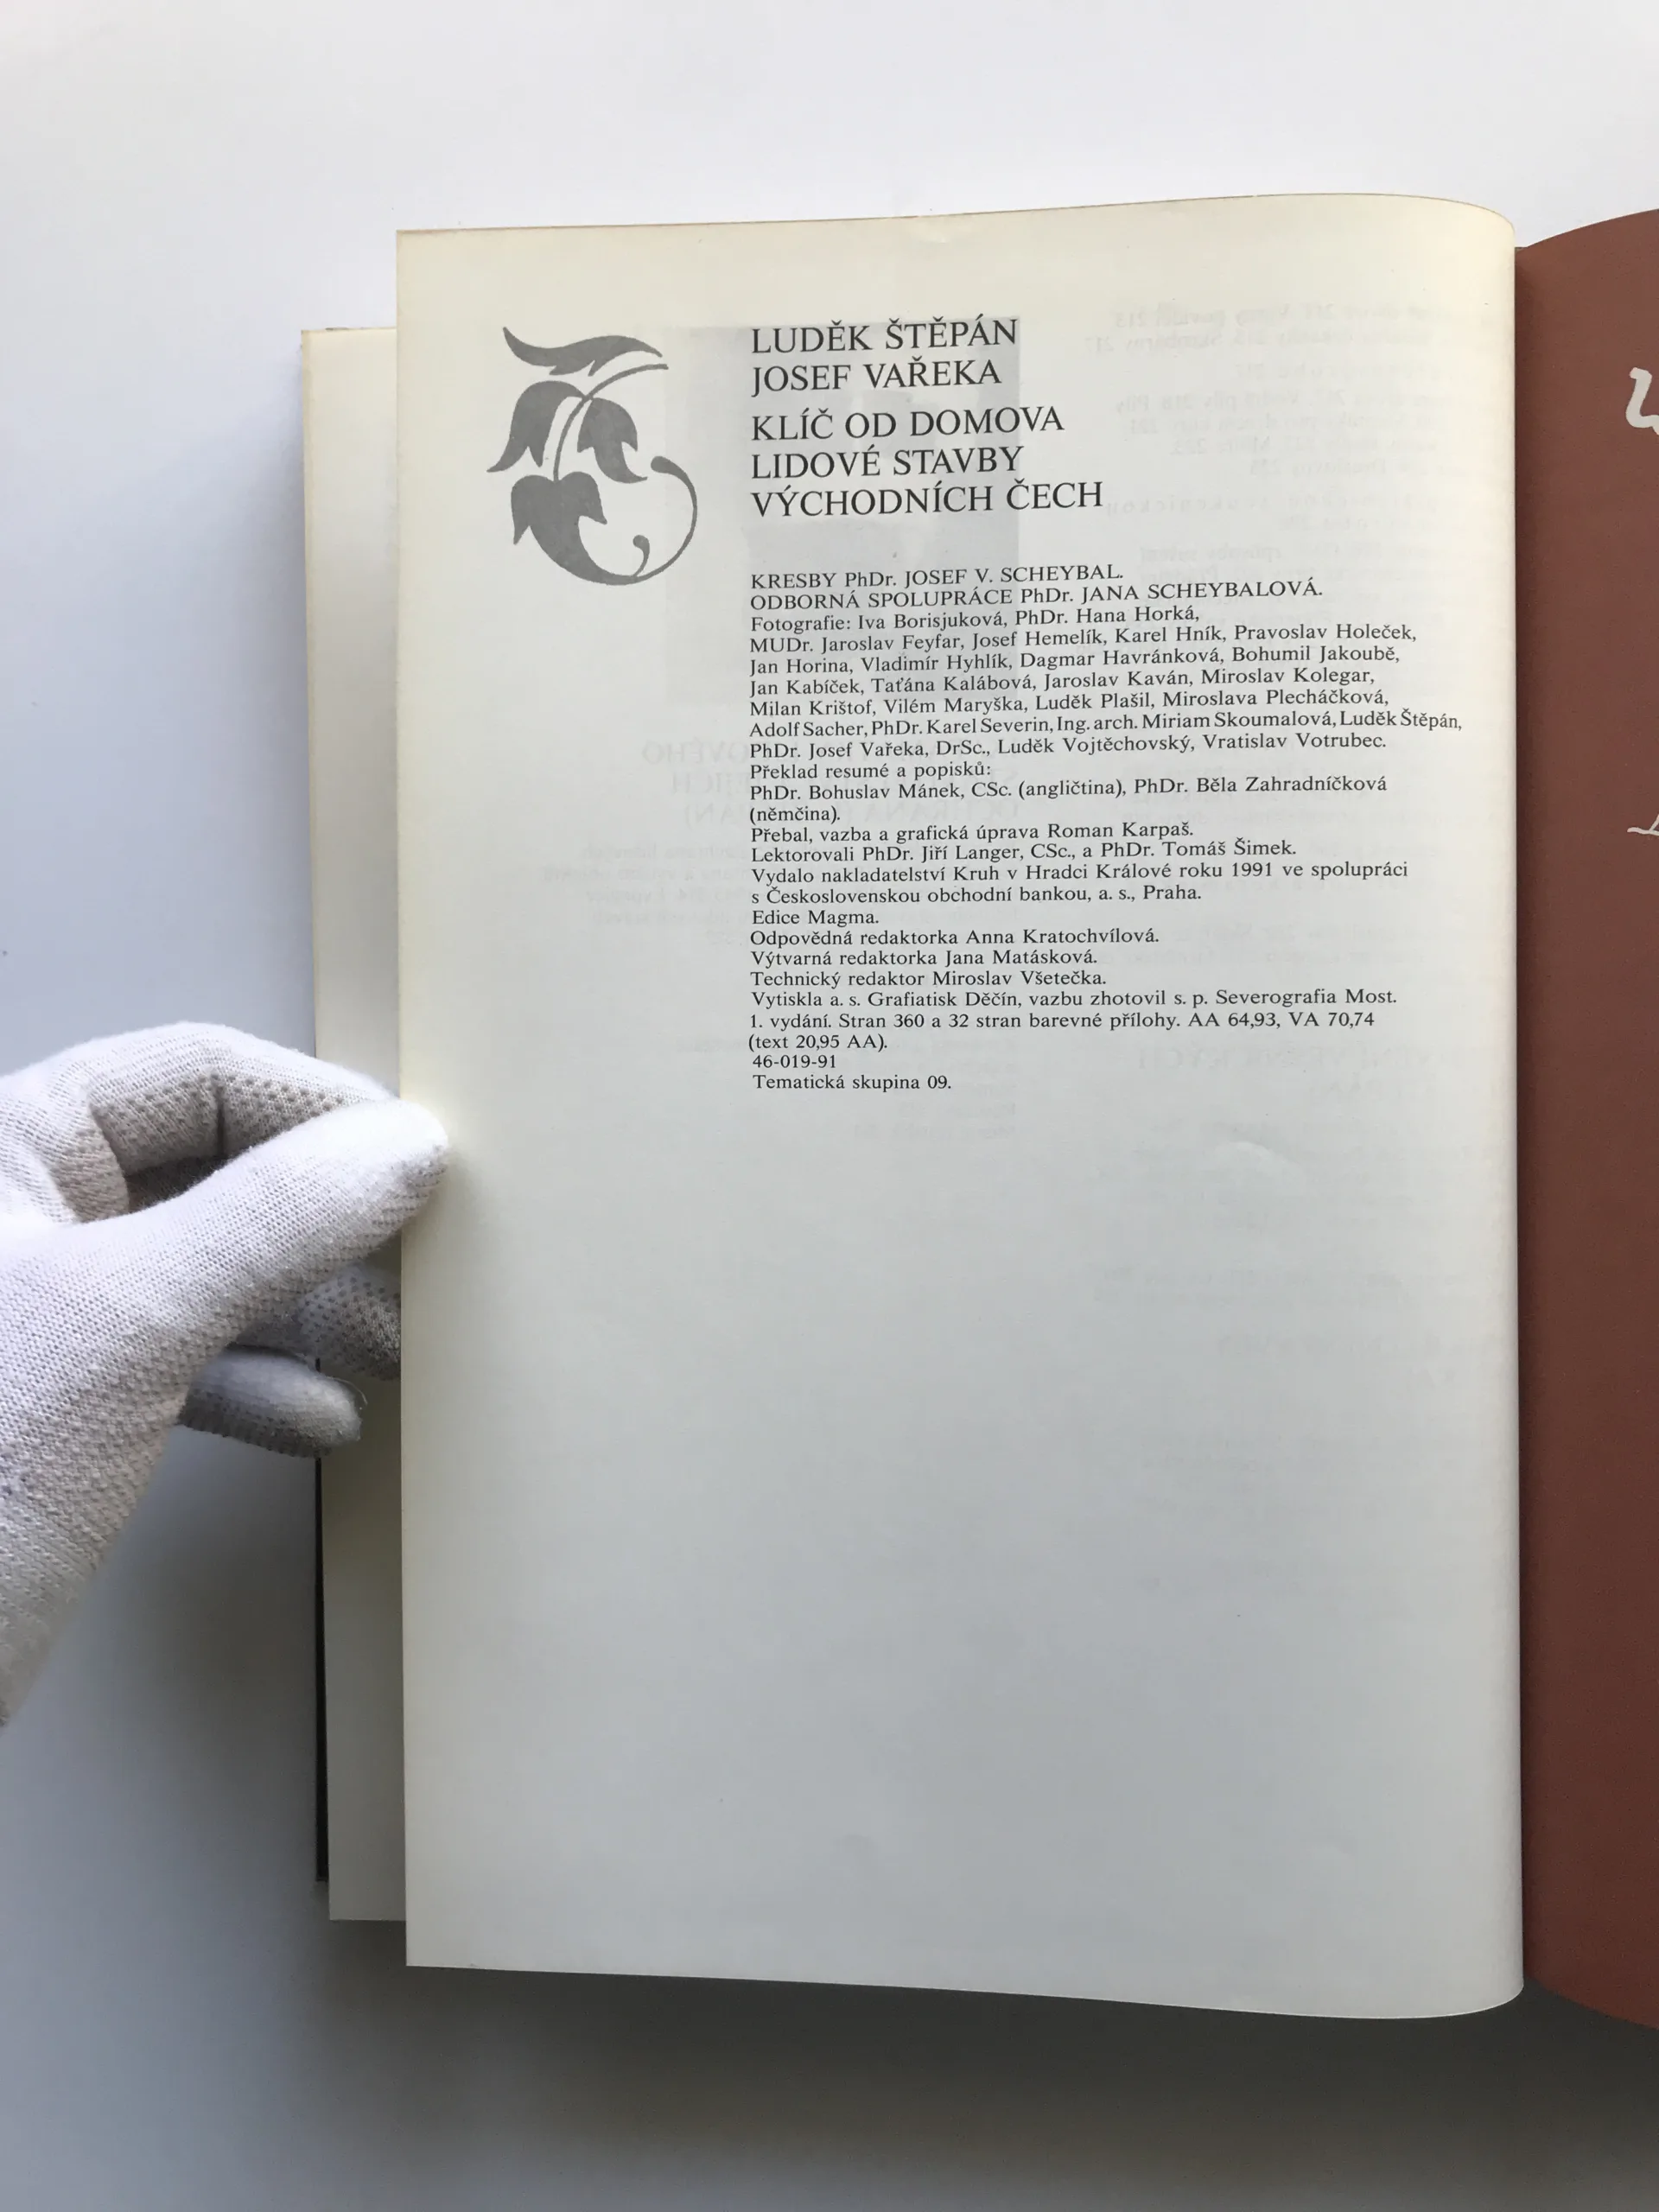 LUDĚK ŠTĚPÁN
JOSEF VAŘEKA
KLÍČ OD DOMOVA
LIDOVÉ STAVBY
VÝCHODNÍCH ČECH
KRESBY PhDr. JOSEF V. SCHEYBAL.
ODBORNÁ SPOLUPRÁCE PhDr. JANA SCHEYBALOVÁ.
Fotografie: Iva Borisjuková, PhDr. Hana Horká,
MUDr. Jaroslav Feyfar, Josef Hemelík, Karel Hník, Pravoslav Holeček,
Jan Horina, Vladimír Hyhlík, Dagmar Havránková, Bohumil Jakoubě,
Jan Kabíček, Taťána Kalábová, Jaroslav Kaván, Miroslav Kolegar,
Milan Krištof, Vilém Maryška, Luděk Plašil, Miroslava Plecháčková,
Adolf Sacher, PhDr. Karel Severin, Ing. arch. Miriam Skoumalová, Luděk Štěpán,
PhDr. Josef Vařeka, DrSc., Luděk Vojtěchovský, Vratislav Votrubec.
Překlad resumé a popisků:
PhDr. Bohuslav Mánek, CSc. (angličtina), PhDr. Běla Zahradníčková
(němčina).
Přebal, vazba a grafická úprava Roman Karpaš.
Lektorovali PhDr. Jiří Langer, CSc., a PhDr. Tomáš Šimek.
Vydalo nakladatelství Kruh v Hradci Králové roku 1991 ve spolupráci
s Československou obchodní bankou, a. s., Praha.
Edice Magma.
Odpovědná redaktorka Anna Kratochvílová.
Výtvarná redaktorka Jana Matásková.
Technický redaktor Miroslav Všetečka.
Vytiskla a. s. Grafiatisk Děčín, vazbu zhotovil s. p. Severografia Most.
1. vydání. Stran 360 a 32 stran barevné přílohy. AA 64,93, VA 70,74
(text 20,95 AA).
46-019-91
Tematická skupina 09.